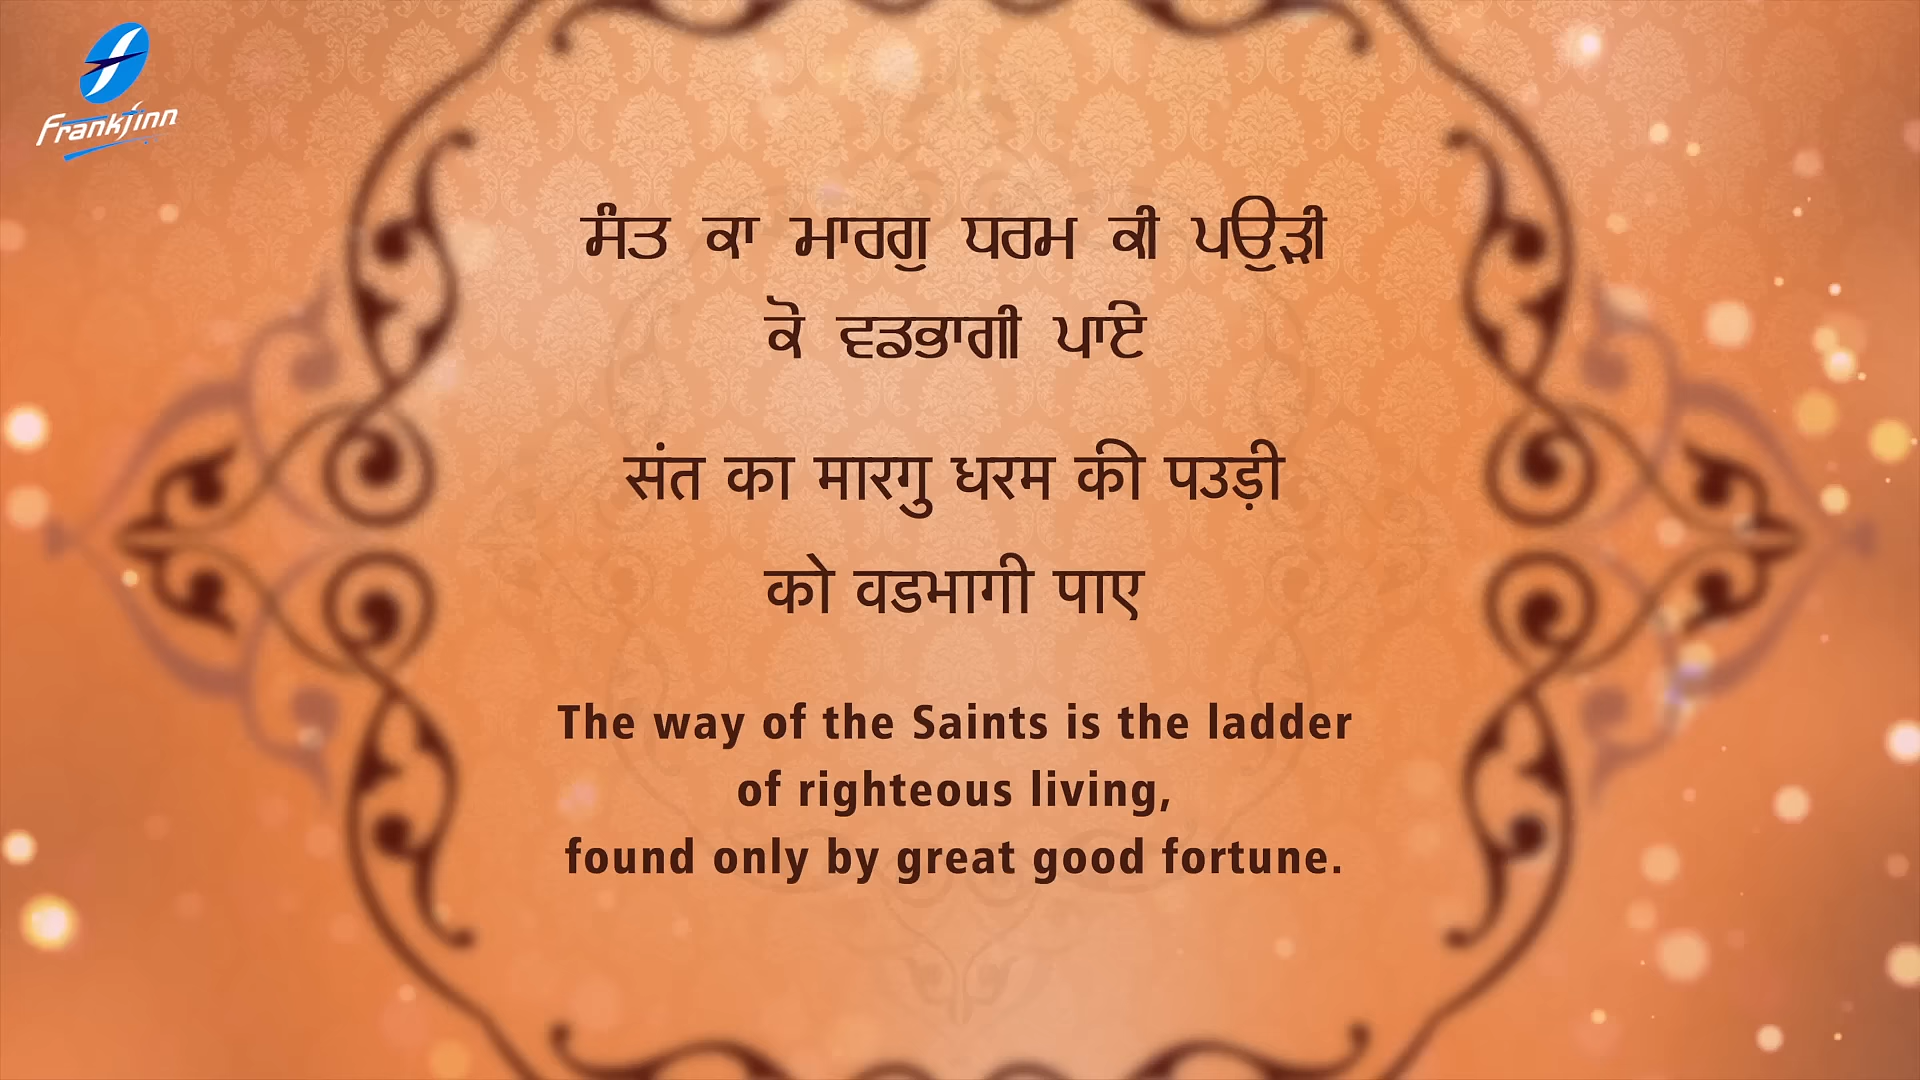 Frankfinn
ਸੰਤ ਕਾ ਮਾਰਗੁ ਧਰਮ ਕੀ ਪਉੜੀ
ਕੋ ਵਡਭਾਗੀ ਪਾਏ
संत का मारगु धरम की पउड़ी
को वडभागी पाए
The way of the Saints is the ladder
of righteous living,
found only by great good fortune.